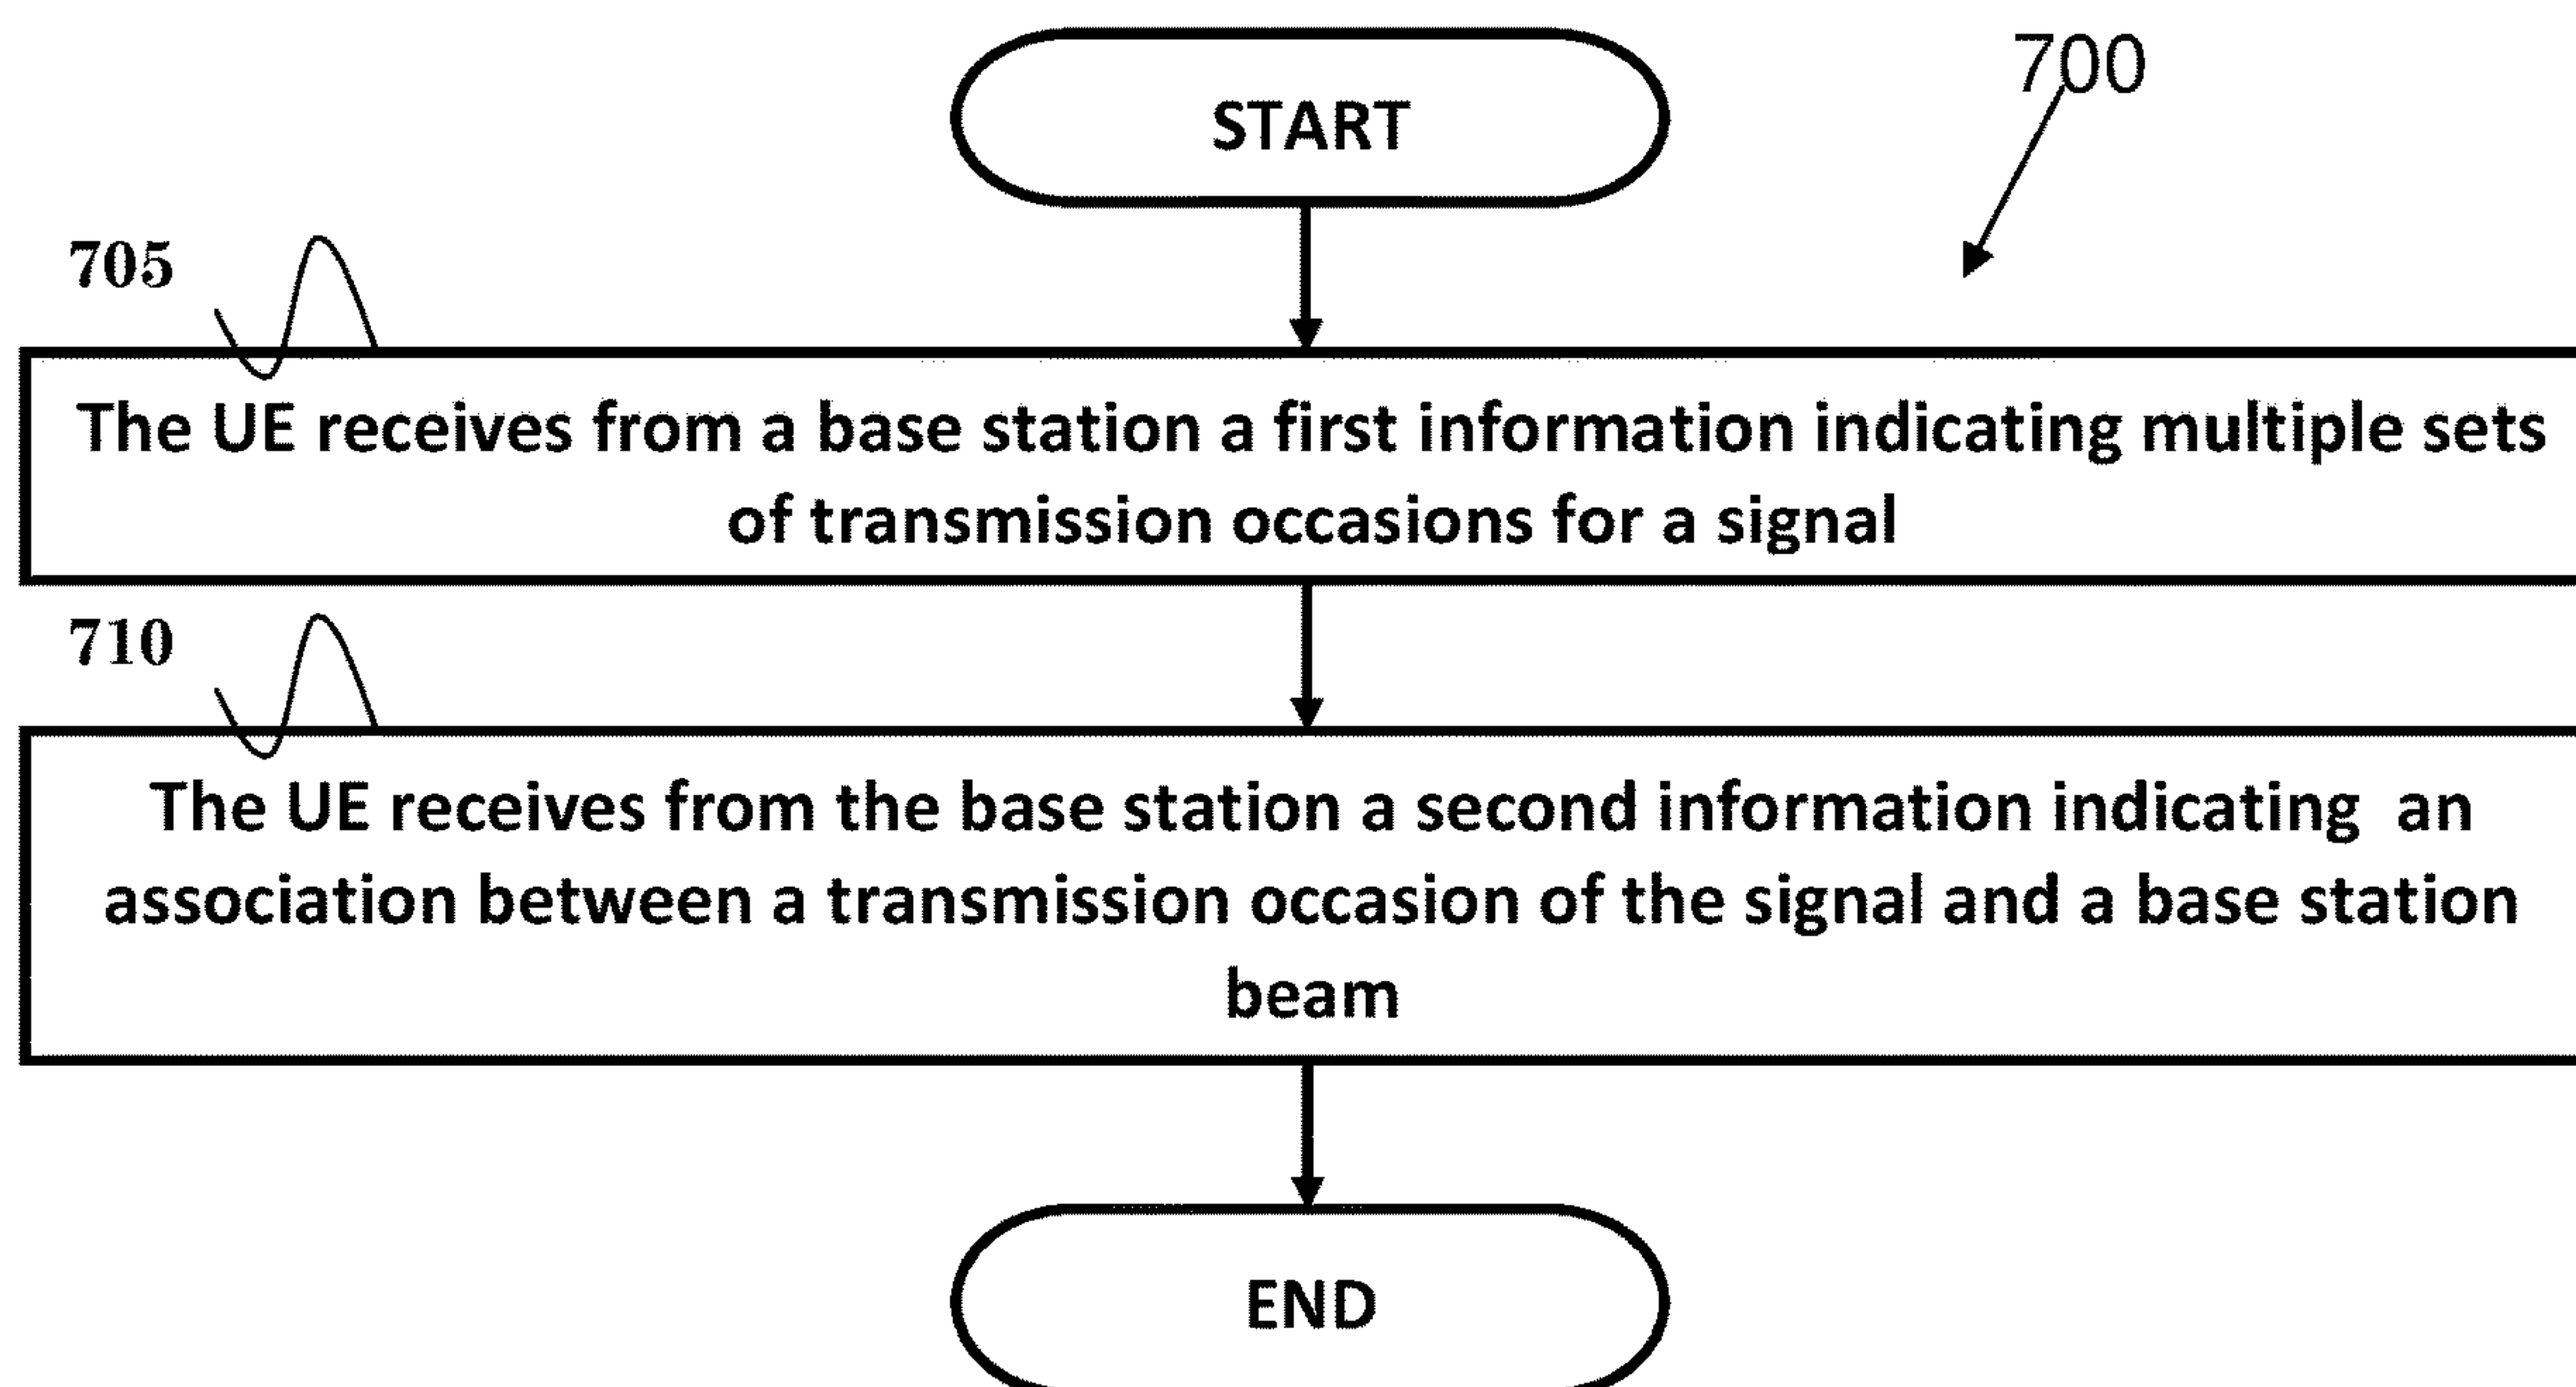 START
700
705
The UE receives from a base station a first information indicating multiple sets
of transmission occasions for a signal
710
The UE receives from the base station a second information indicating  an
association between a transmission occasion of the signal and a base station
beam
END